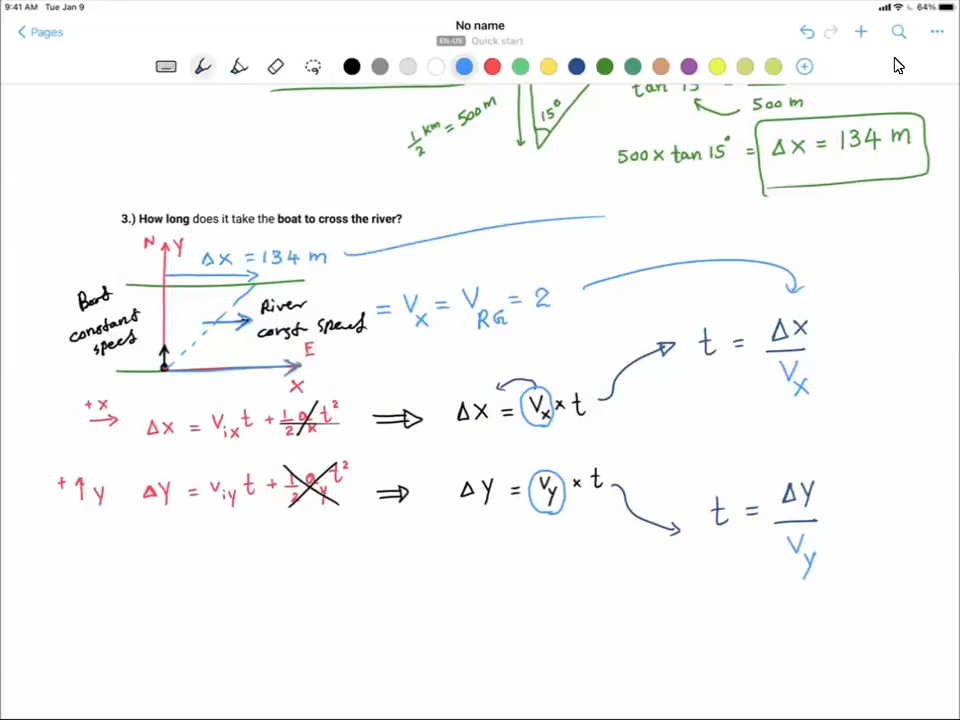 9:41 AM Tue Jan 9
64%
Pages
No name
EN-US Quick start
tan 15
500 m
1/2 km = 500 m
15°
500 x tan 15° = Δx = 134 m
3.) How long does it take the boat to cross the river?
N Y
Δx = 134 m
Boat
constant
speed
River
const speed
= Vx = VRG = 2
E
X
t = Δx / Vx
+x
Δx = Vix t + 1/2 ax t²
⇒ Δx = Vx × t
+ ↑ y
Δy = Viy t + 1/2 ay t²
⇒ Δy = Vy × t
t = Δy / Vy